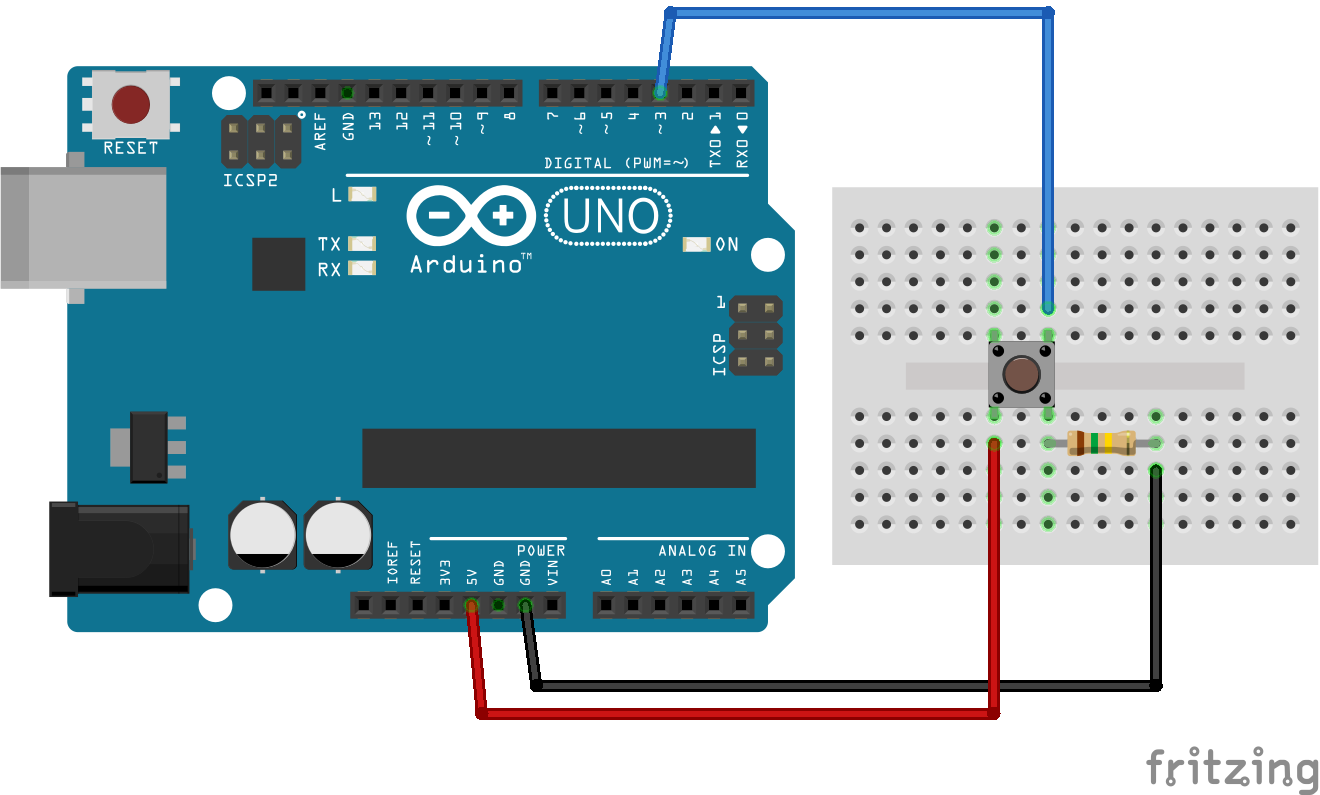 RESET
ICSP2
AREF
GND
13
12
~11
~10
~9
8
7
~6
~5
4
~3
2
TX0▶1
RX0◀0
DIGITAL (PWM=~)
L
TX
RX
UNO
Arduino™
ON
1
ICSP
IOREF
RESET
3V3
5V
GND
GND
VIN
POWER
ANALOG IN
A0
A1
A2
A3
A4
A5
fritzing